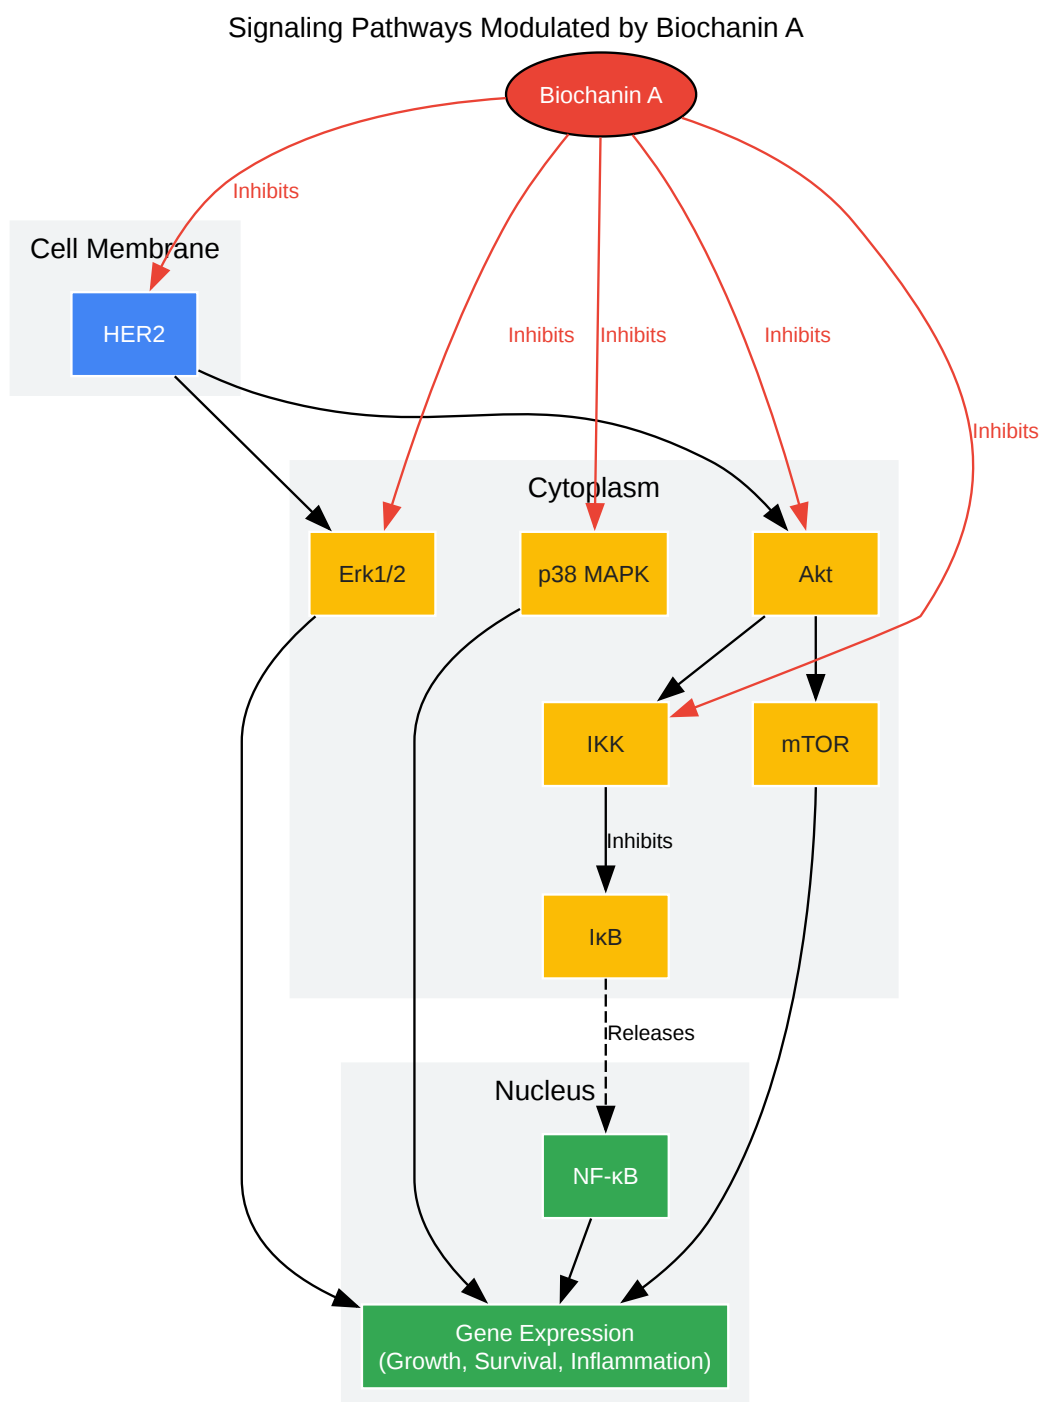 Signaling Pathways Modulated by Biochanin A
Biochanin A
Inhibits
Cell Membrane
HER2
Inhibits
Inhibits
Inhibits
Inhibits
Cytoplasm
Erk1/2
p38 MAPK
Akt
IKK
mTOR
Inhibits
IκB
Releases
Nucleus
NF-κB
Gene Expression
(Growth, Survival, Inflammation)